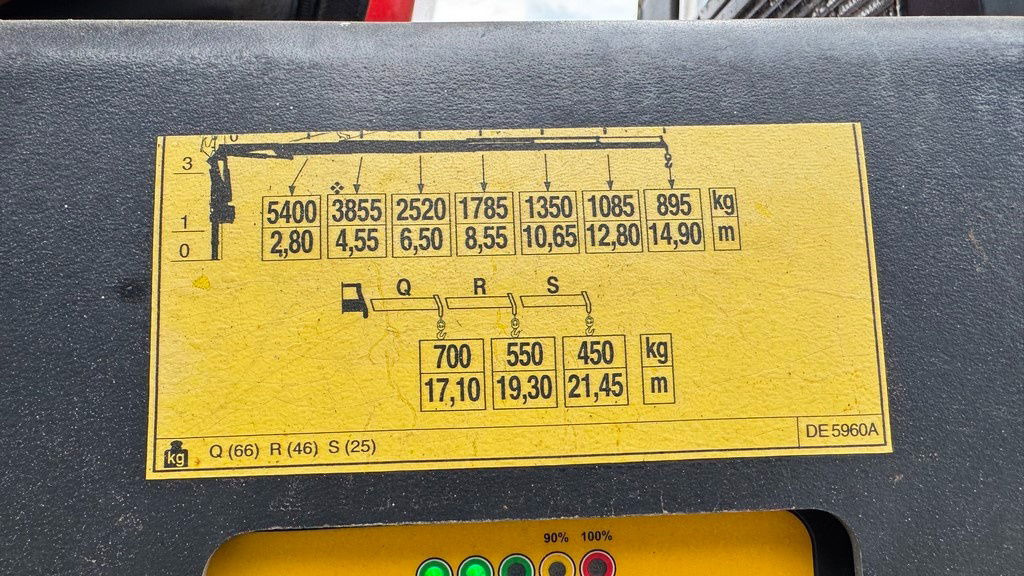 3
1
0
5400 3855 2520 1785 1350 1085 895 kg
2,80 4,55 6,50 8,55 10,65 12,80 14,90 m
Q R S
700 550 450 kg
17,10 19,30 21,45 m
kg Q (66) R (46) S (25)
DE 5960A
90% 100%